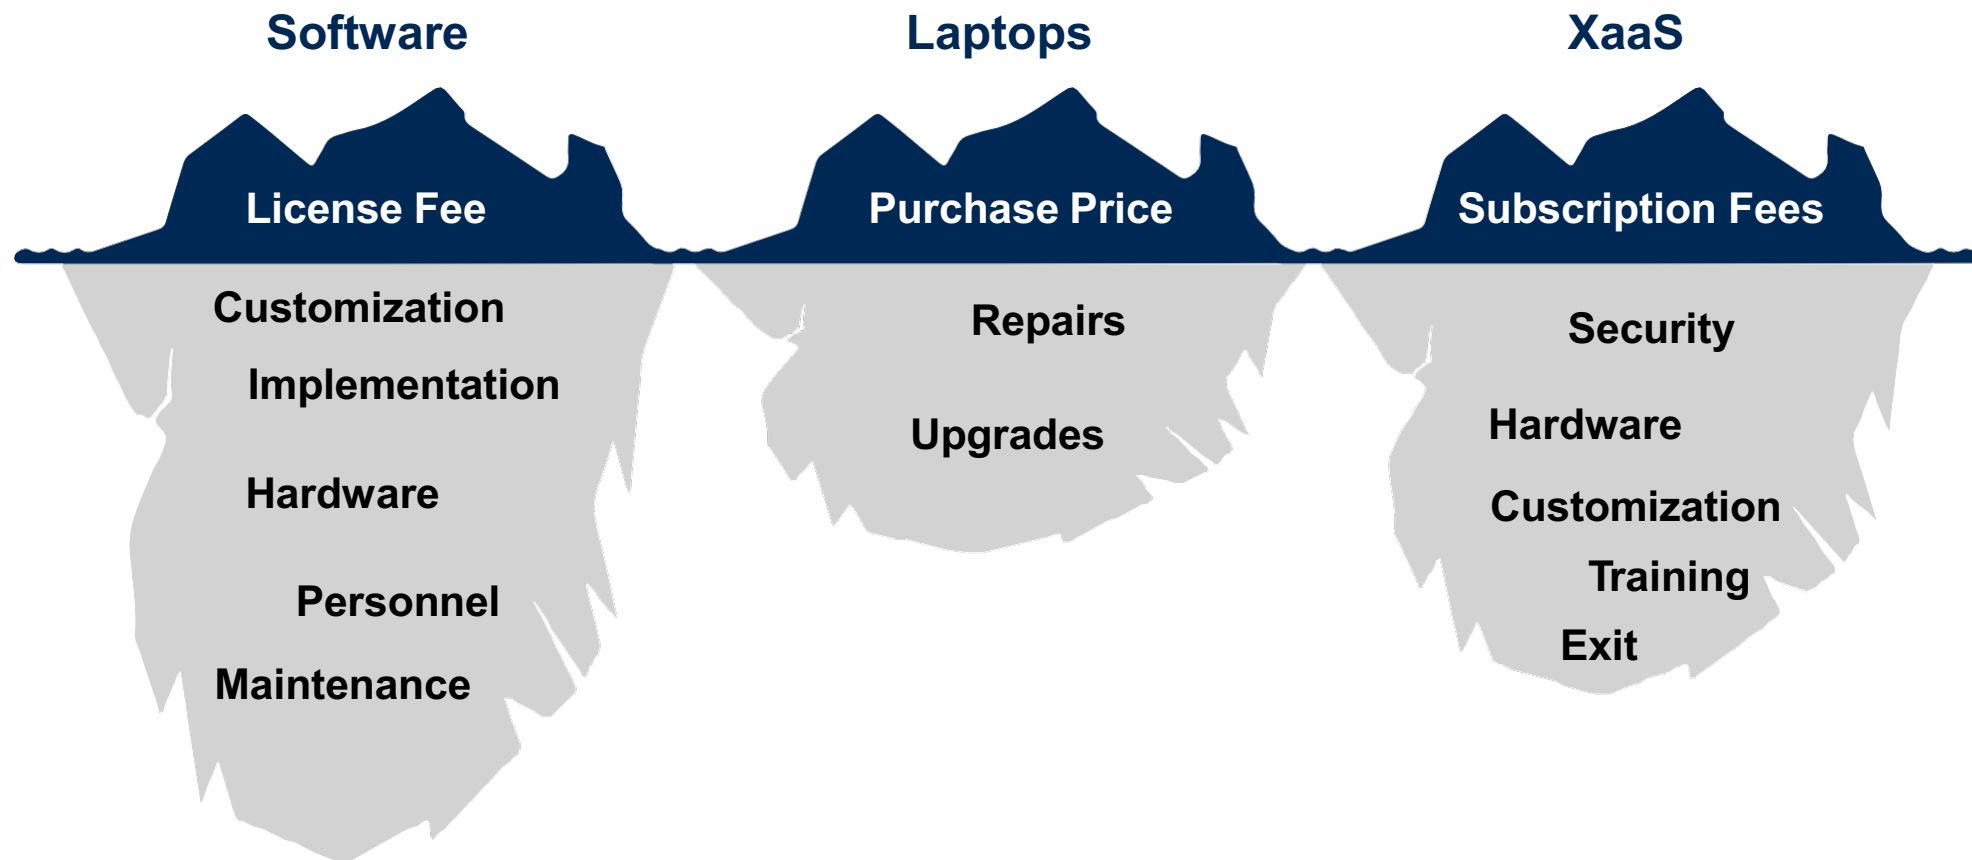 Software
License Fee
Customization
Implementation
Hardware
Personnel
Maintenance
Laptops
Purchase Price
Repairs
Upgrades
XaaS
Subscription Fees
Security
Hardware
Customization
Training
Exit